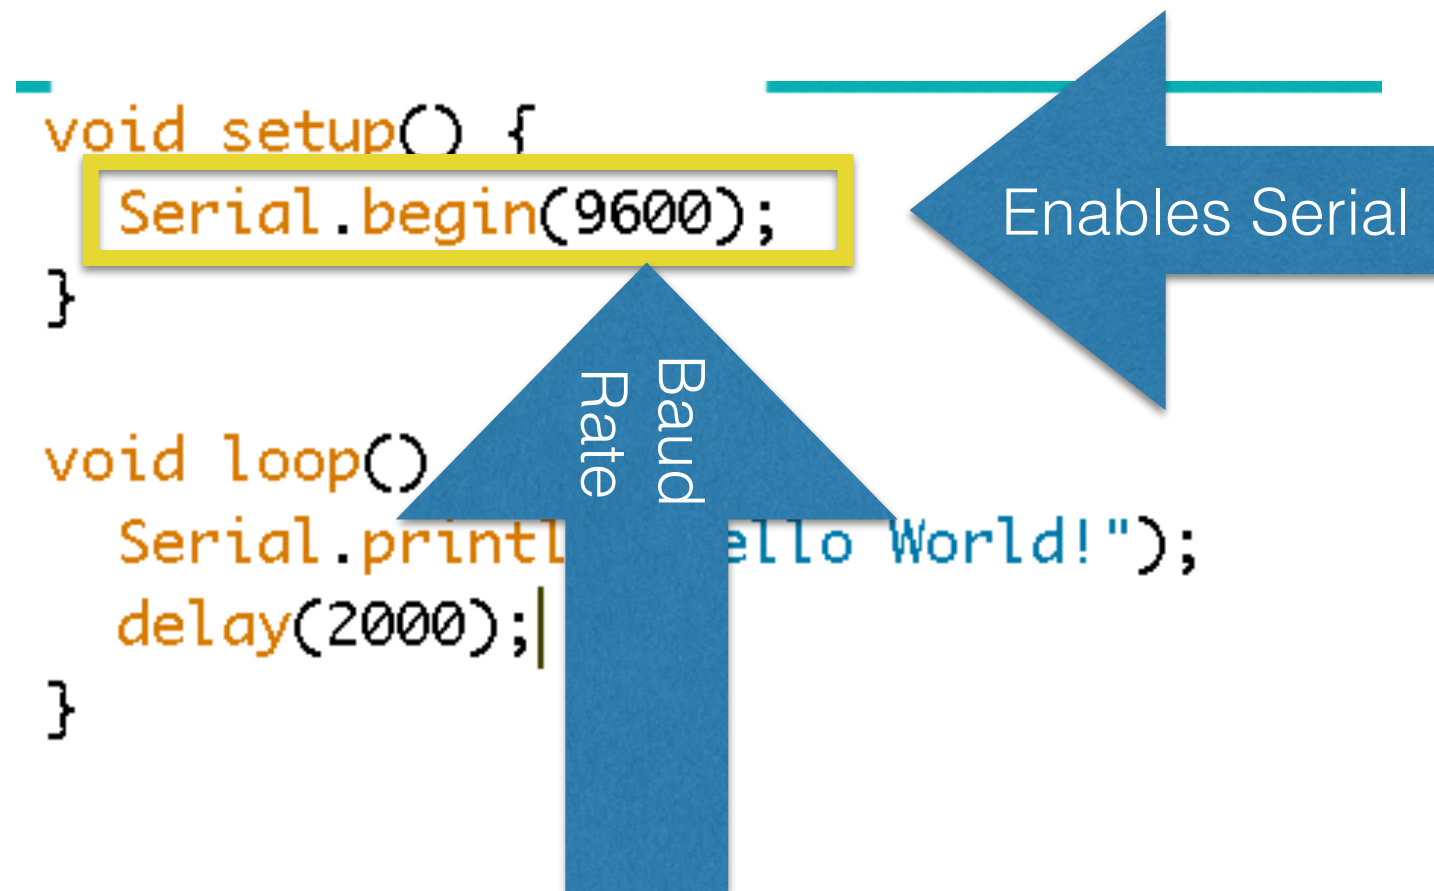 void setup() {
Serial.begin(9600);
}
Enables Serial
Baud
Rate
void loop()
Serial.printl ello World!");
delay(2000);
}